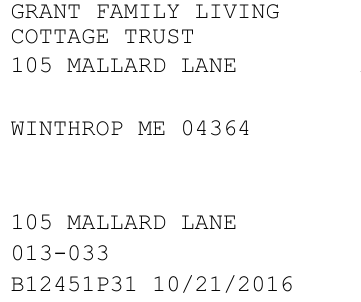 GRANT FAMILY LIVING
COTTAGE TRUST
105 MALLARD LANE
WINTHROP ME 04364
105 MALLARD LANE
013-033
B12451P31 10/21/2016